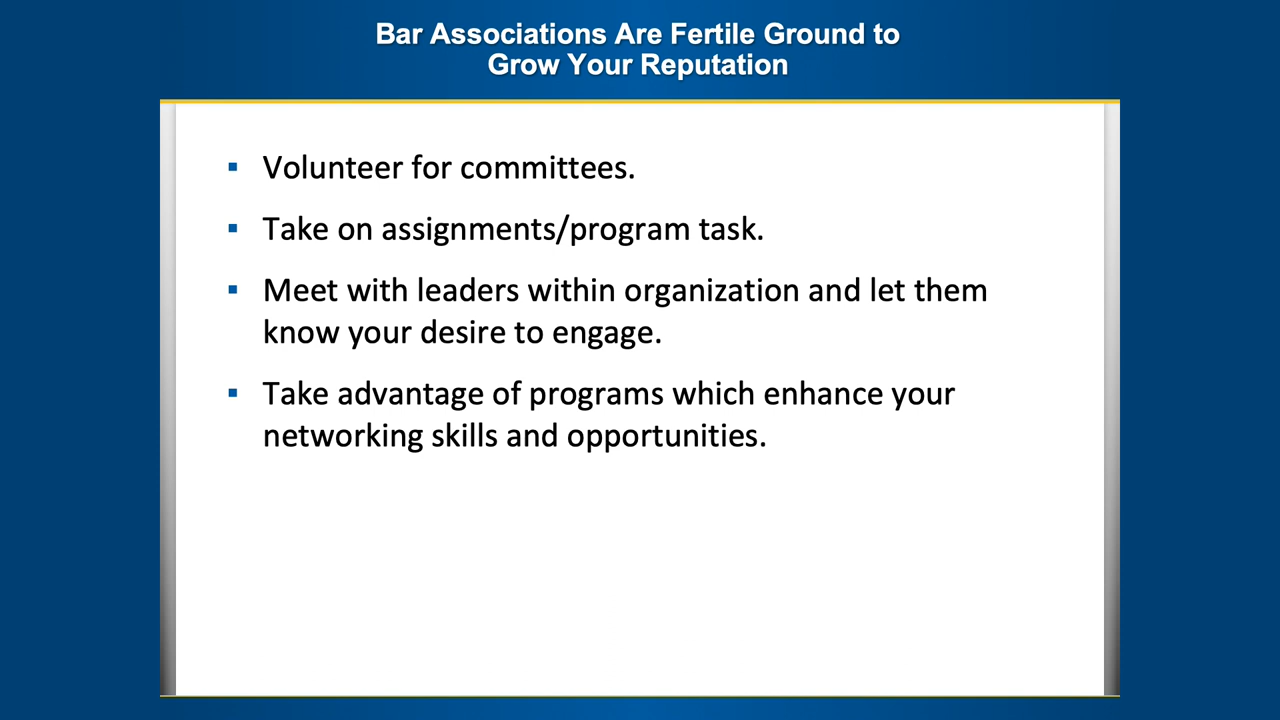 Bar Associations Are Fertile Ground to
Grow Your Reputation
▪ Volunteer for committees.
▪ Take on assignments/program task.
▪ Meet with leaders within organization and let them
know your desire to engage.
▪ Take advantage of programs which enhance your
networking skills and opportunities.